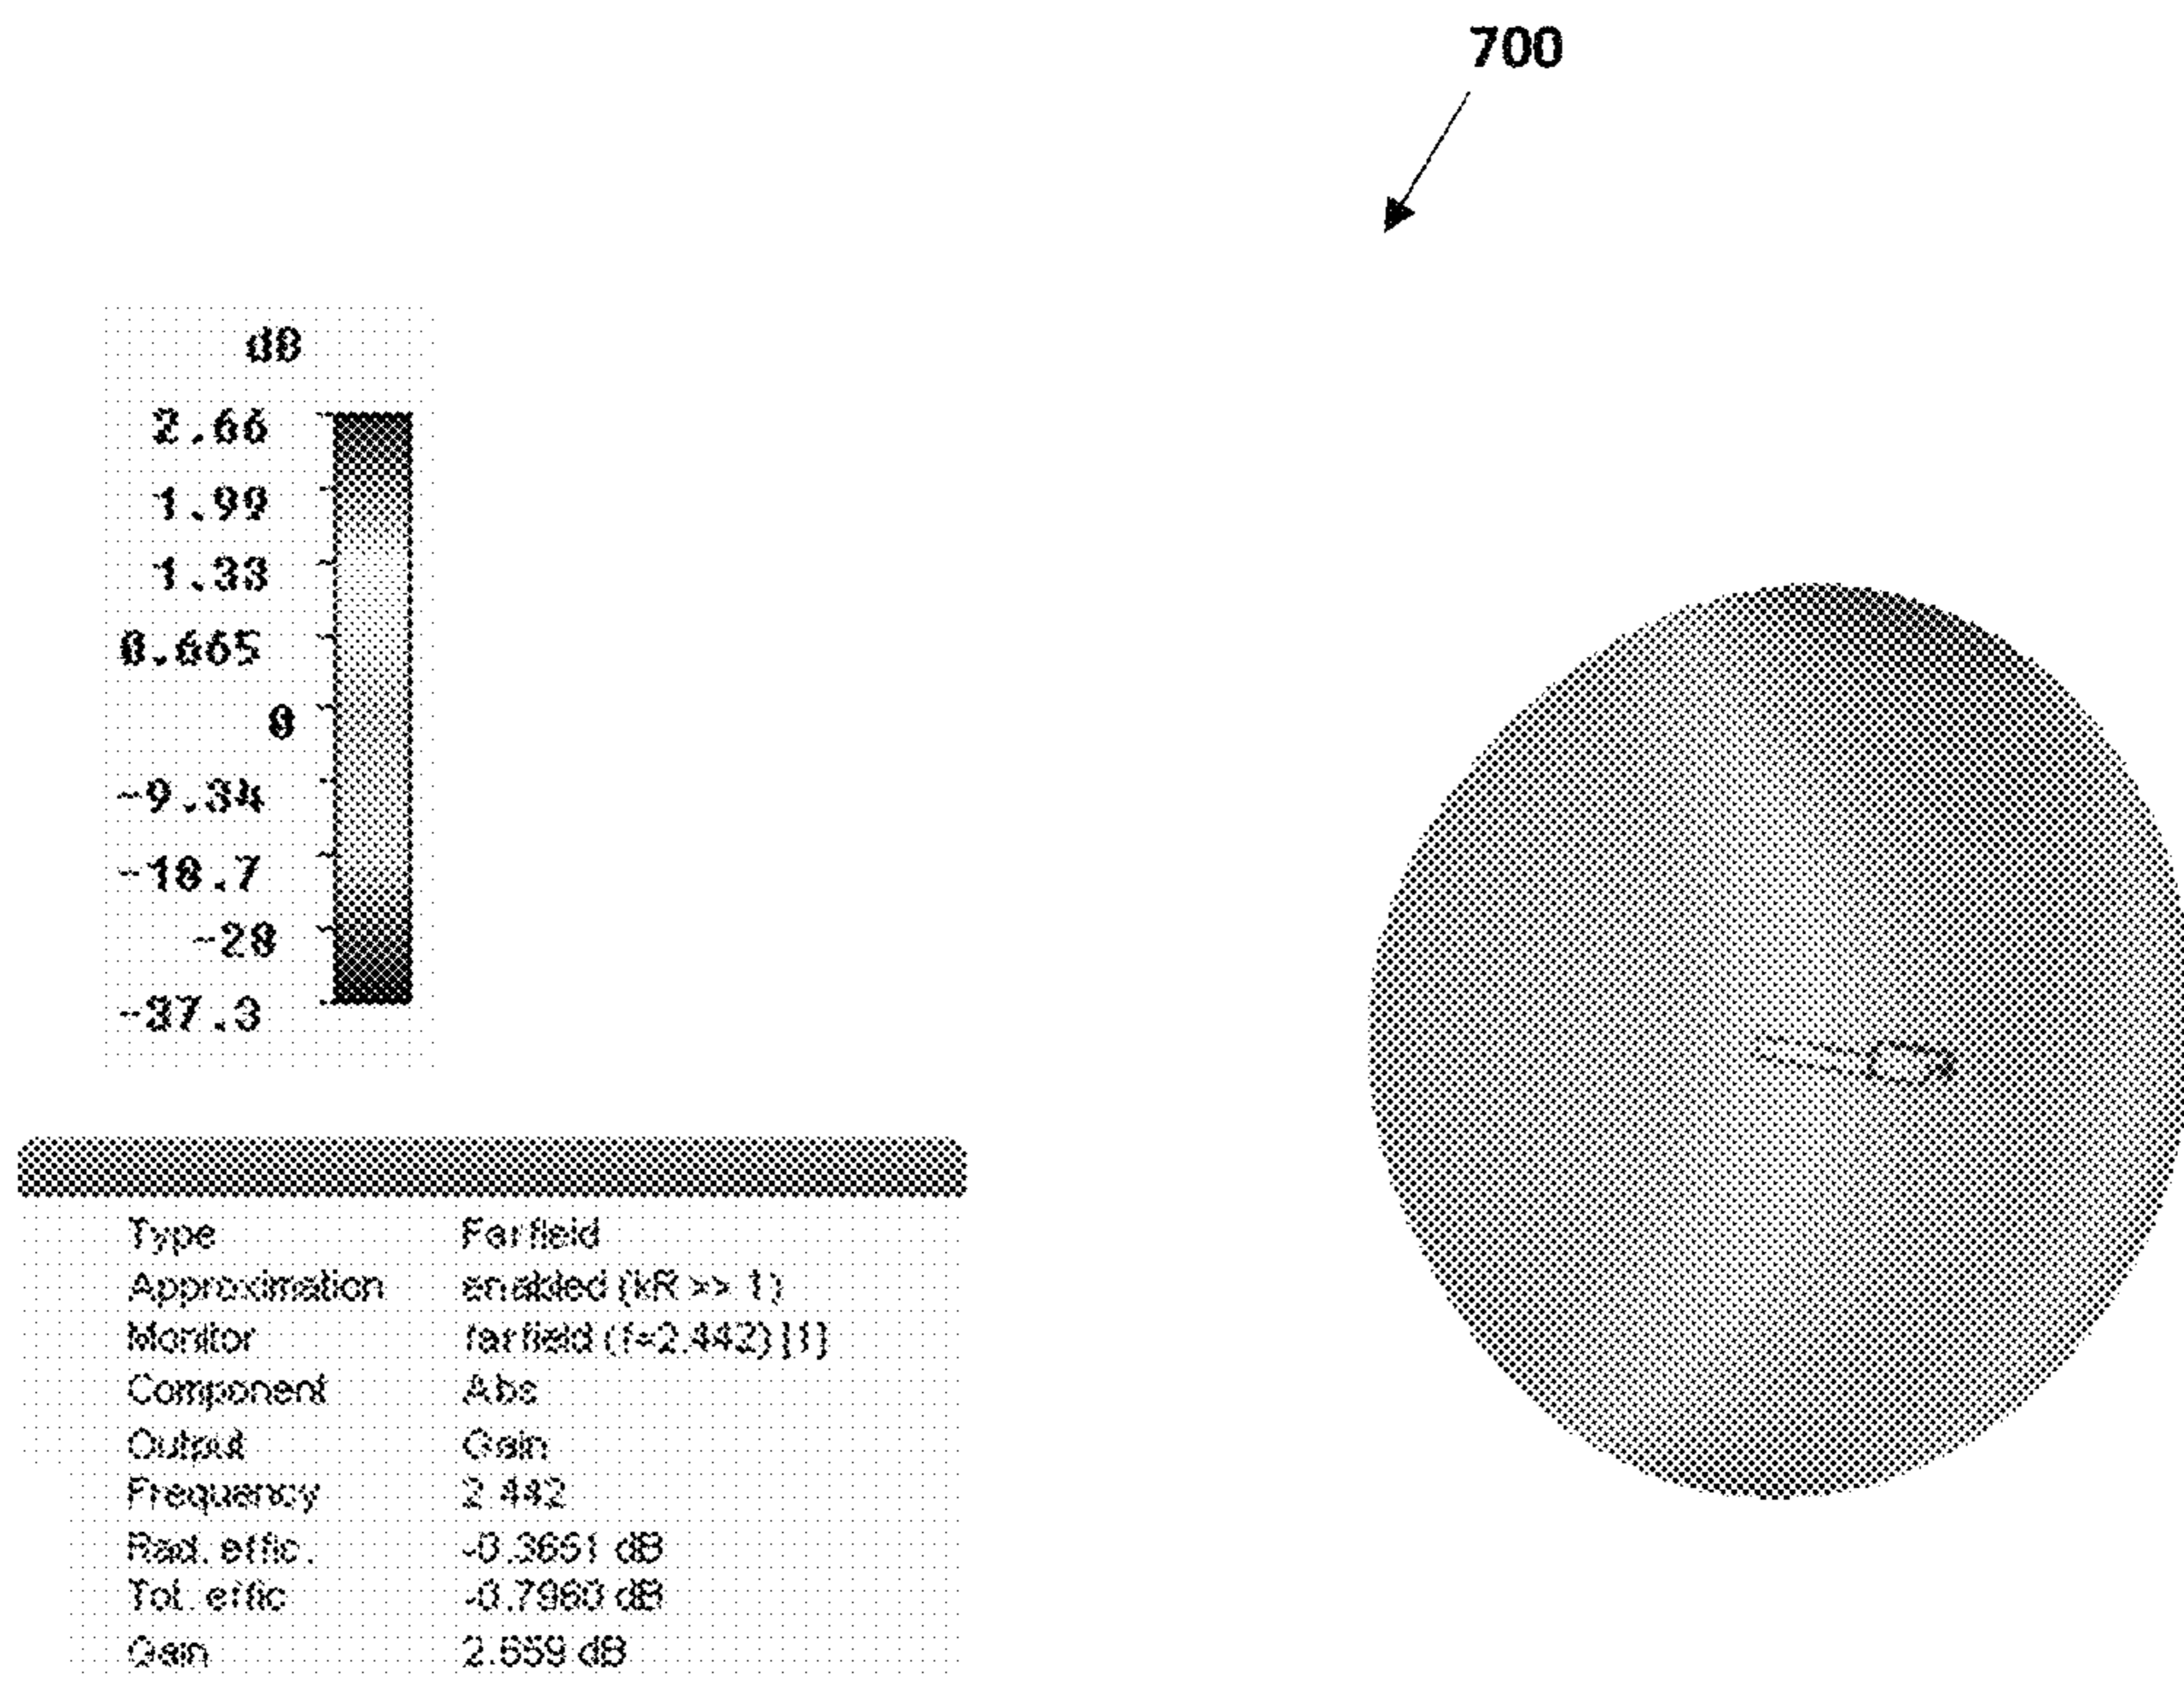 700
dB
2.66
1.99
1.33
0.665
0
-9.34
-18.7
-28
-37.3
Type Farfield
Approximation enabled (kR >> 1)
Monitor farfield (f=2.442) [1]
Component Abs
Output Gain
Frequency 2.442
Rad. effic. -0.3661 dB
Tot. effic -0.7960 dB
Gain 2.659 dB